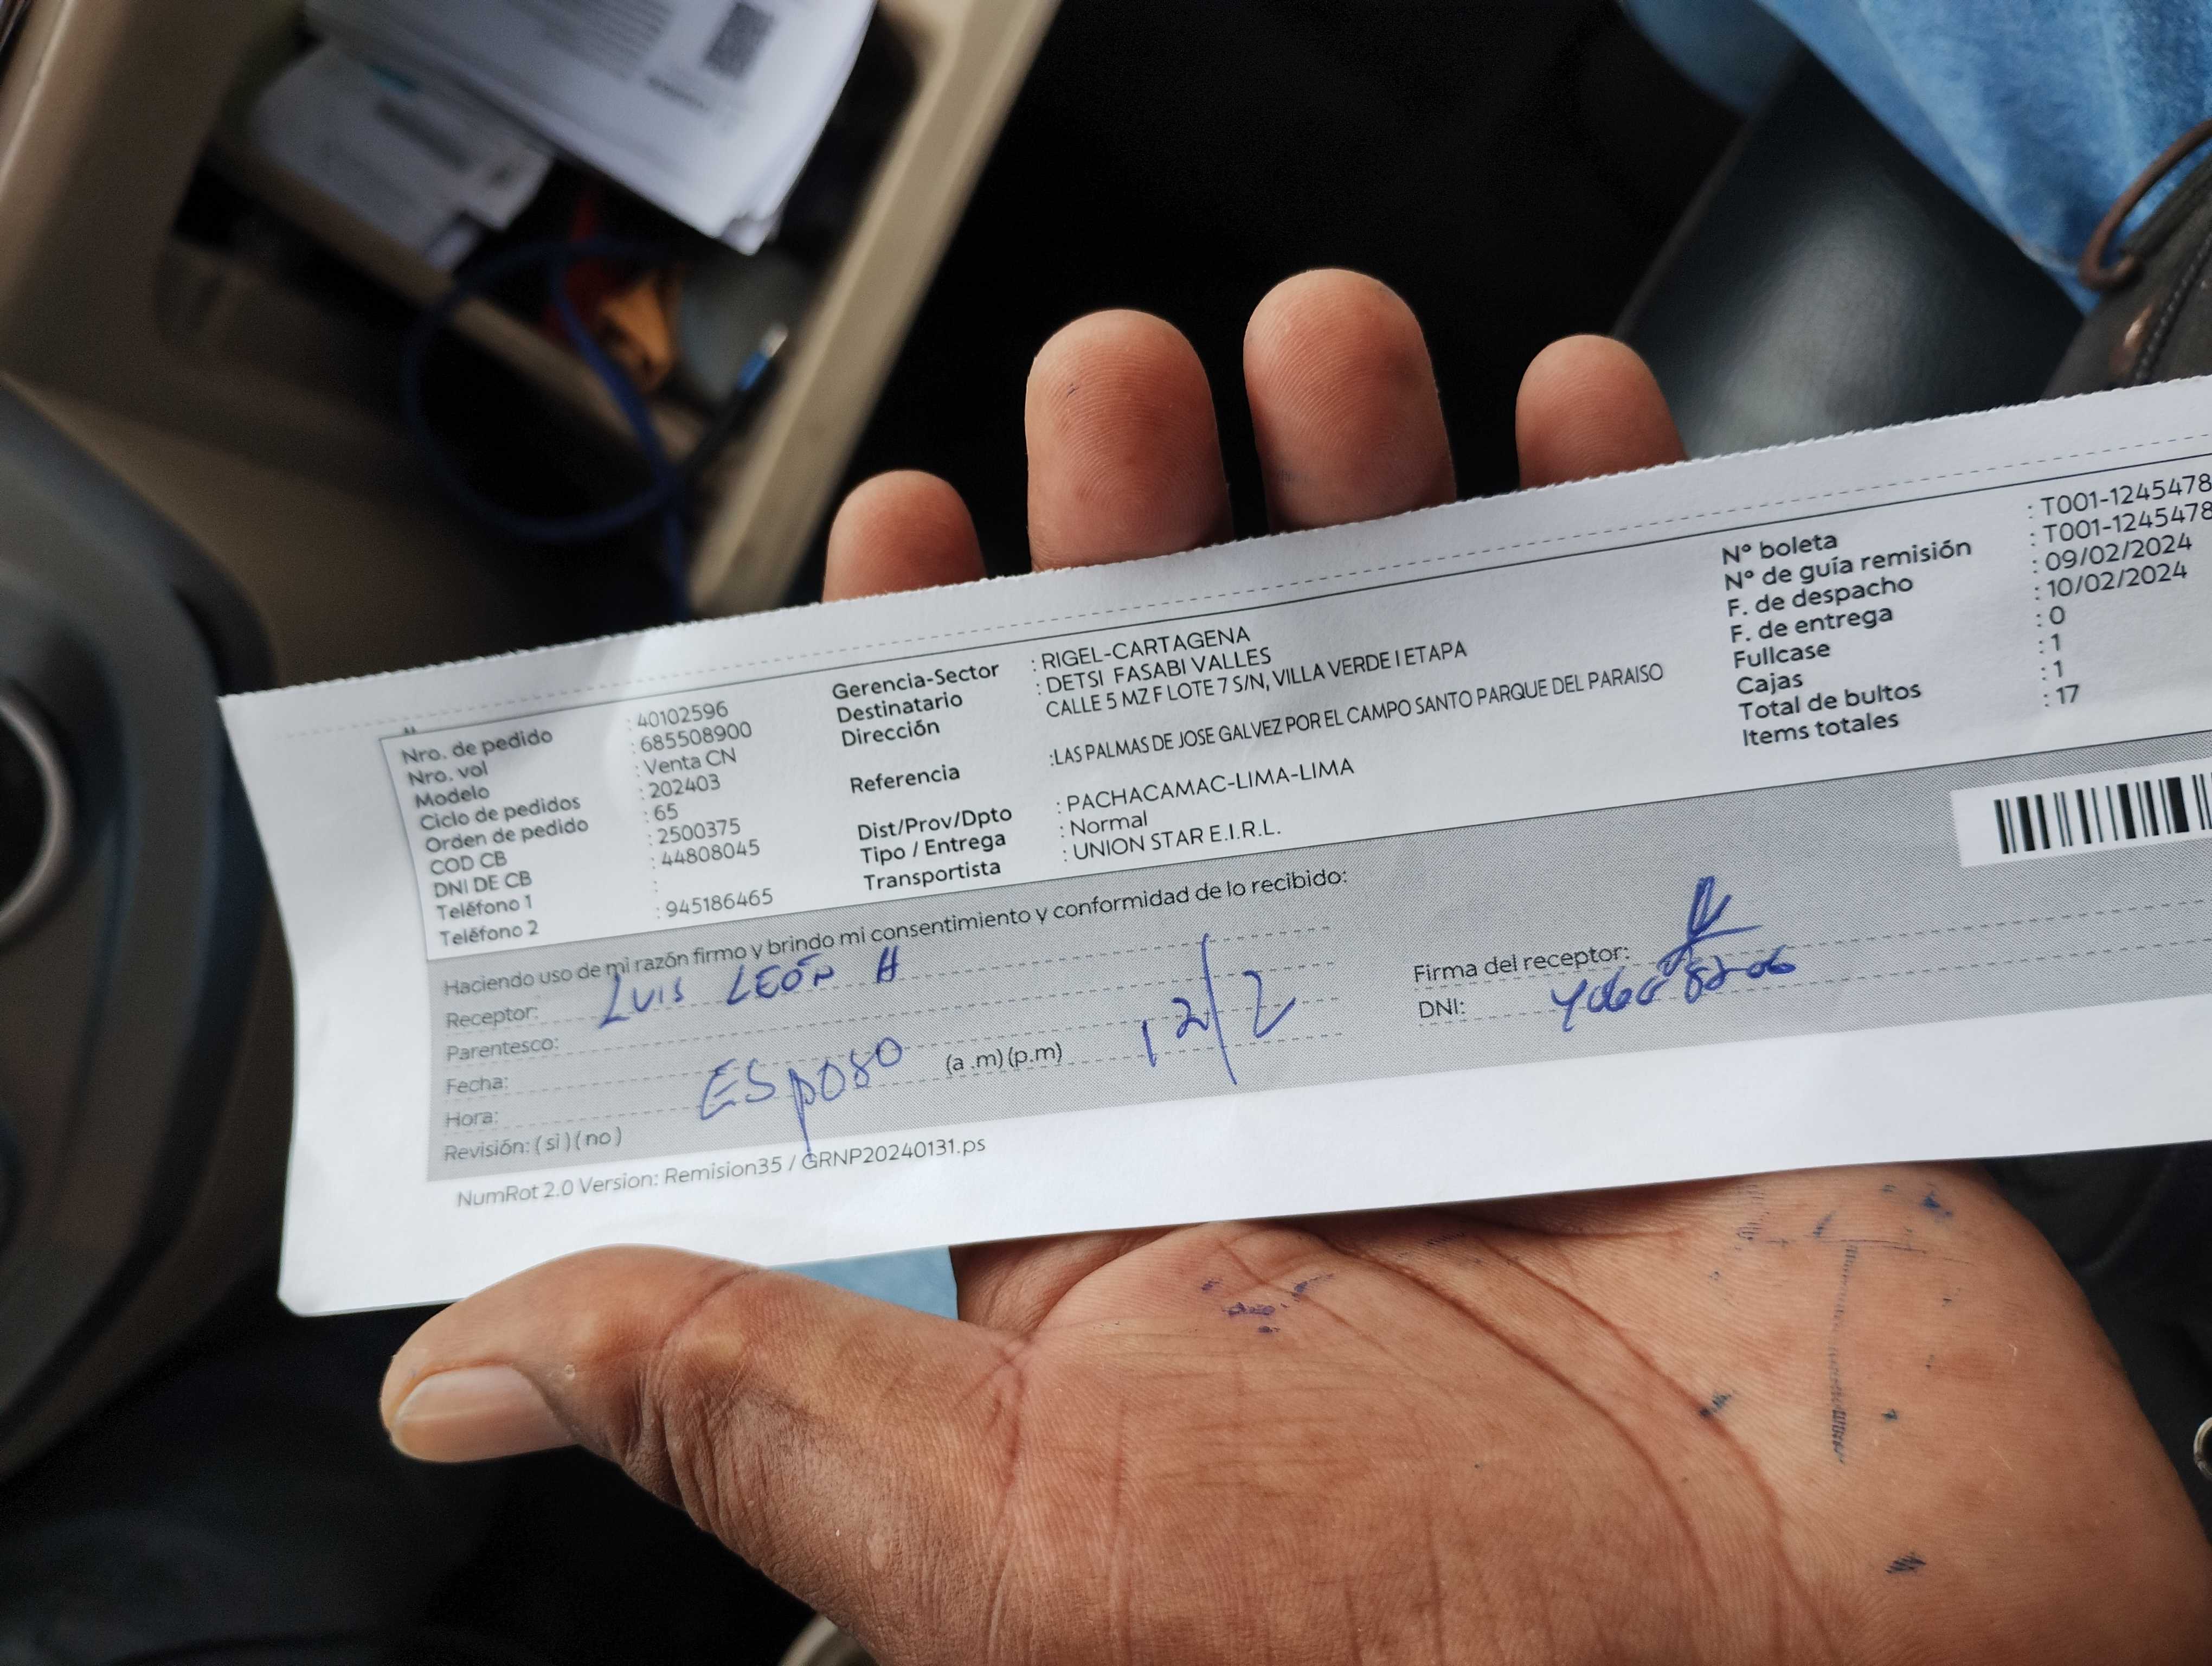 Nro. de pedido : 40102596
Nro. vol : 685508900
Modelo : Venta CN
Ciclo de pedidos : 202403
Orden de pedido : 65
COD CB : 2500375
DNI DE CB : 44808045
Teléfono 1 :
Teléfono 2 : 945186465
Gerencia-Sector : RIGEL-CARTAGENA
Destinatario : DETSI FASABI VALLES
Dirección CALLE 5 MZ F LOTE 7 S/N, VILLA VERDE I ETAPA
Referencia :LAS PALMAS DE JOSE GALVEZ POR EL CAMPO SANTO PARQUE DEL PARAISO
Dist/Prov/Dpto : PACHACAMAC-LIMA-LIMA
Tipo / Entrega : Normal
Transportista : UNION STAR E.I.R.L.
Nº boleta : T001-1245478
Nº de guía remisión : T001-1245478
F. de despacho : 09/02/2024
F. de entrega : 10/02/2024
Fullcase : 0
Cajas : 1
Total de bultos : 1
Items totales : 17
Haciendo uso de mi razón firmo y brindo mi consentimiento y conformidad de lo recibido:
Receptor: LUIS LEÓN H
Parentesco:
Fecha: ESPOSO 12/2
Hora: (a .m) (p.m)
Revisión: ( si ) ( no )
Firma del receptor:
DNI:
NumRot 2.0 Version: Remision35 / GRNP20240131.ps